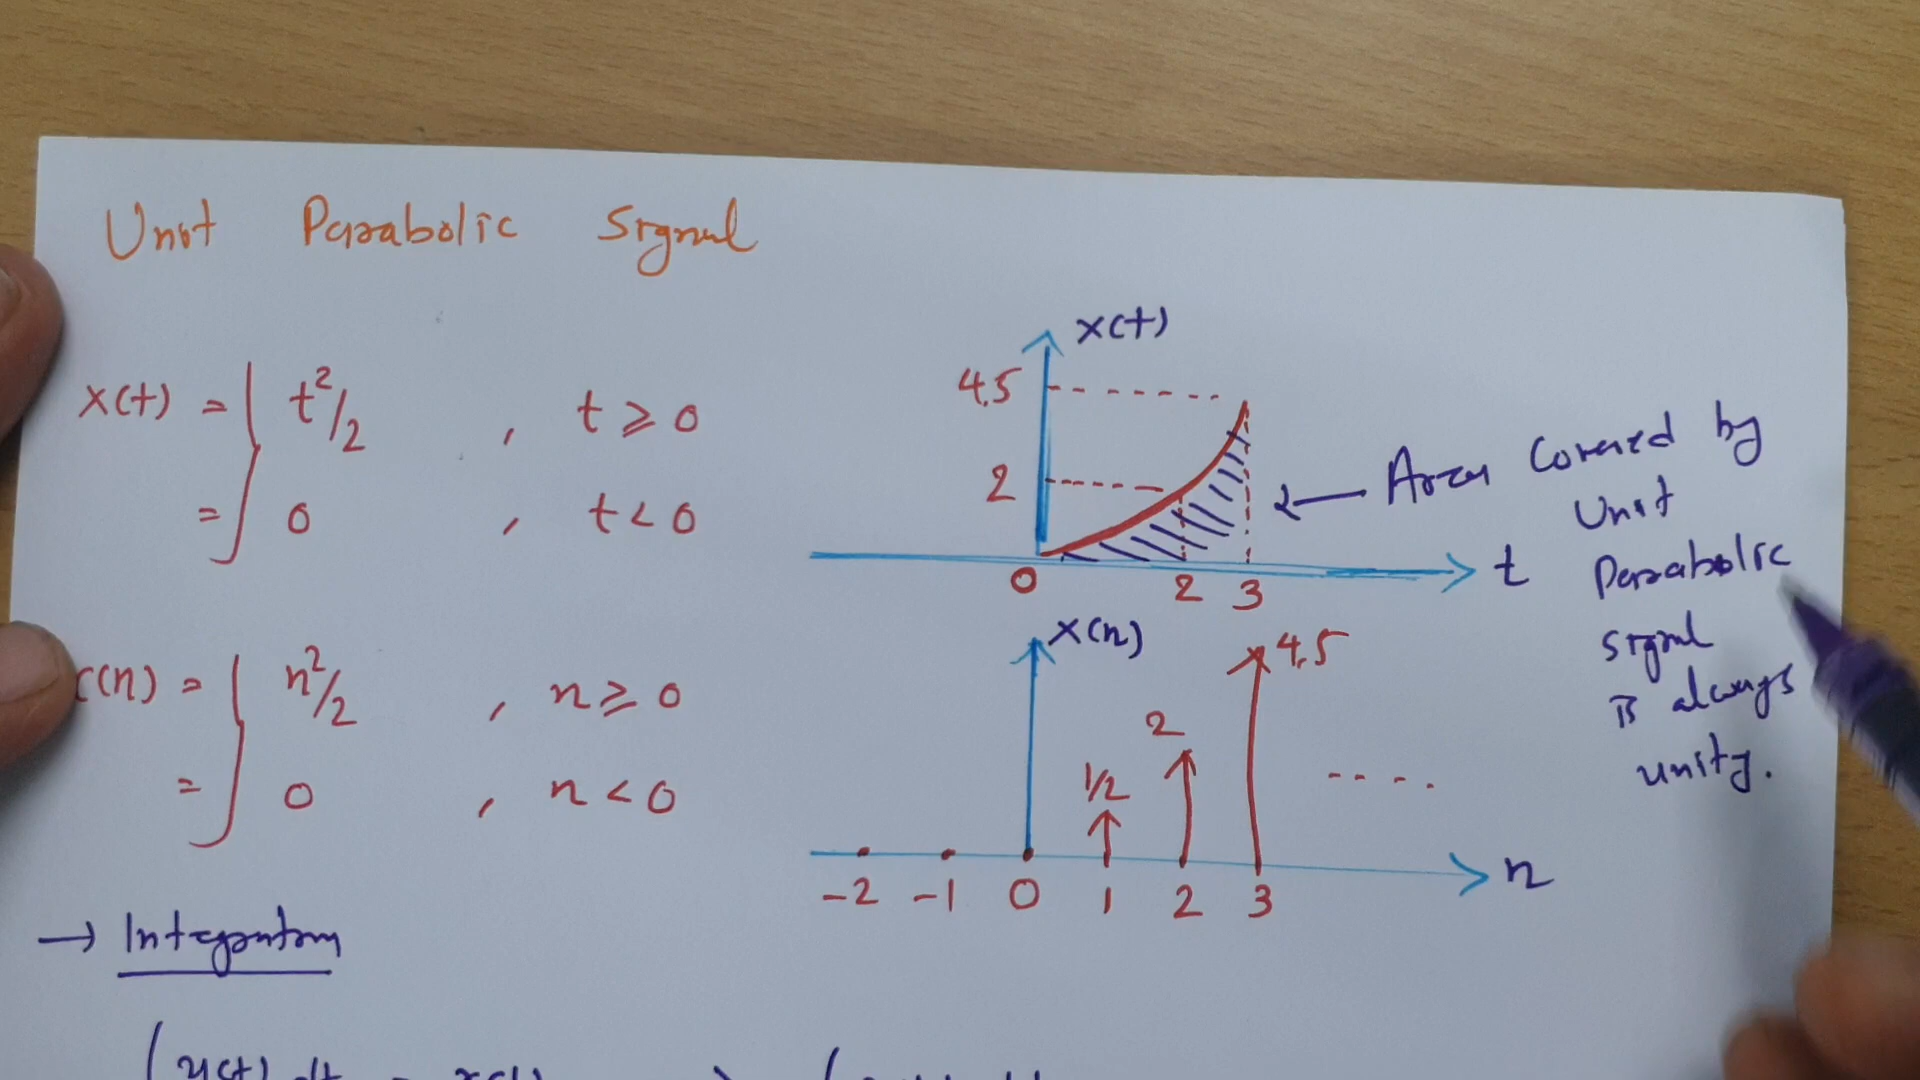 Unit Parabolic Signal
x(t) = { t²/2 , t ≥ 0
= { 0 , t < 0
x(t)
4.5
2
0 2 3 t
← Area Covered by
Unit
Parabolic
signal
is always
unity.
(n) = { n²/2 , n ≥ 0
= { 0 , n < 0
x(n)
4.5
2
1/2
- - - -
-2 -1 0 1 2 3 n
→ Integration